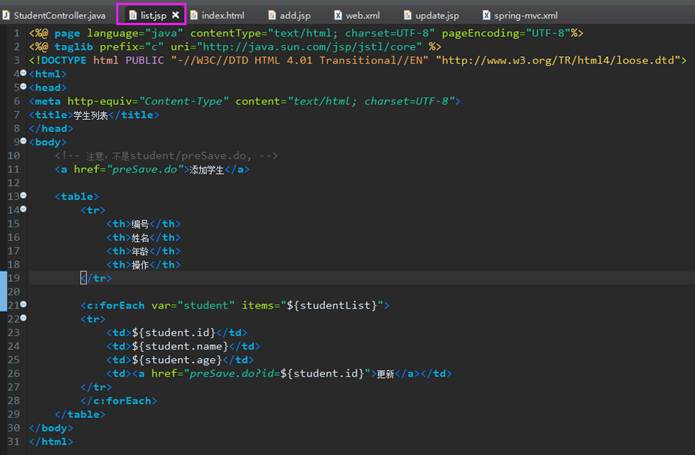 StudentController.java list.jsp index.html add.jsp web.xml update.jsp spring-mvc.xml
1 <%@ page language="java" contentType="text/html; charset=UTF-8" pageEncoding="UTF-8"%>
2 <%@ taglib prefix="c" uri="http://java.sun.com/jsp/jstl/core" %>
3 <!DOCTYPE html PUBLIC "-//W3C//DTD HTML 4.01 Transitional//EN" "http://www.w3.org/TR/html4/loose.dtd">
4 <html>
5 <head>
6 <meta http-equiv="Content-Type" content="text/html; charset=UTF-8">
7 <title>学生列表</title>
8 </head>
9 <body>
10 <!-- 注意，不是student/preSave.do, -->
11 <a href="preSave.do">添加学生</a>
12
13 <table>
14 <tr>
15 <th>编号</th>
16 <th>姓名</th>
17 <th>年龄</th>
18 <th>操作</th>
19 </tr>
20
21 <c:forEach var="student" items="${studentList}">
22 <tr>
23 <td>${student.id}</td>
24 <td>${student.name}</td>
25 <td>${student.age}</td>
26 <td><a href="preSave.do?id=${student.id}">更新</a></td>
27 </tr>
28 </c:forEach>
29 </table>
30 </body>
31 </html>